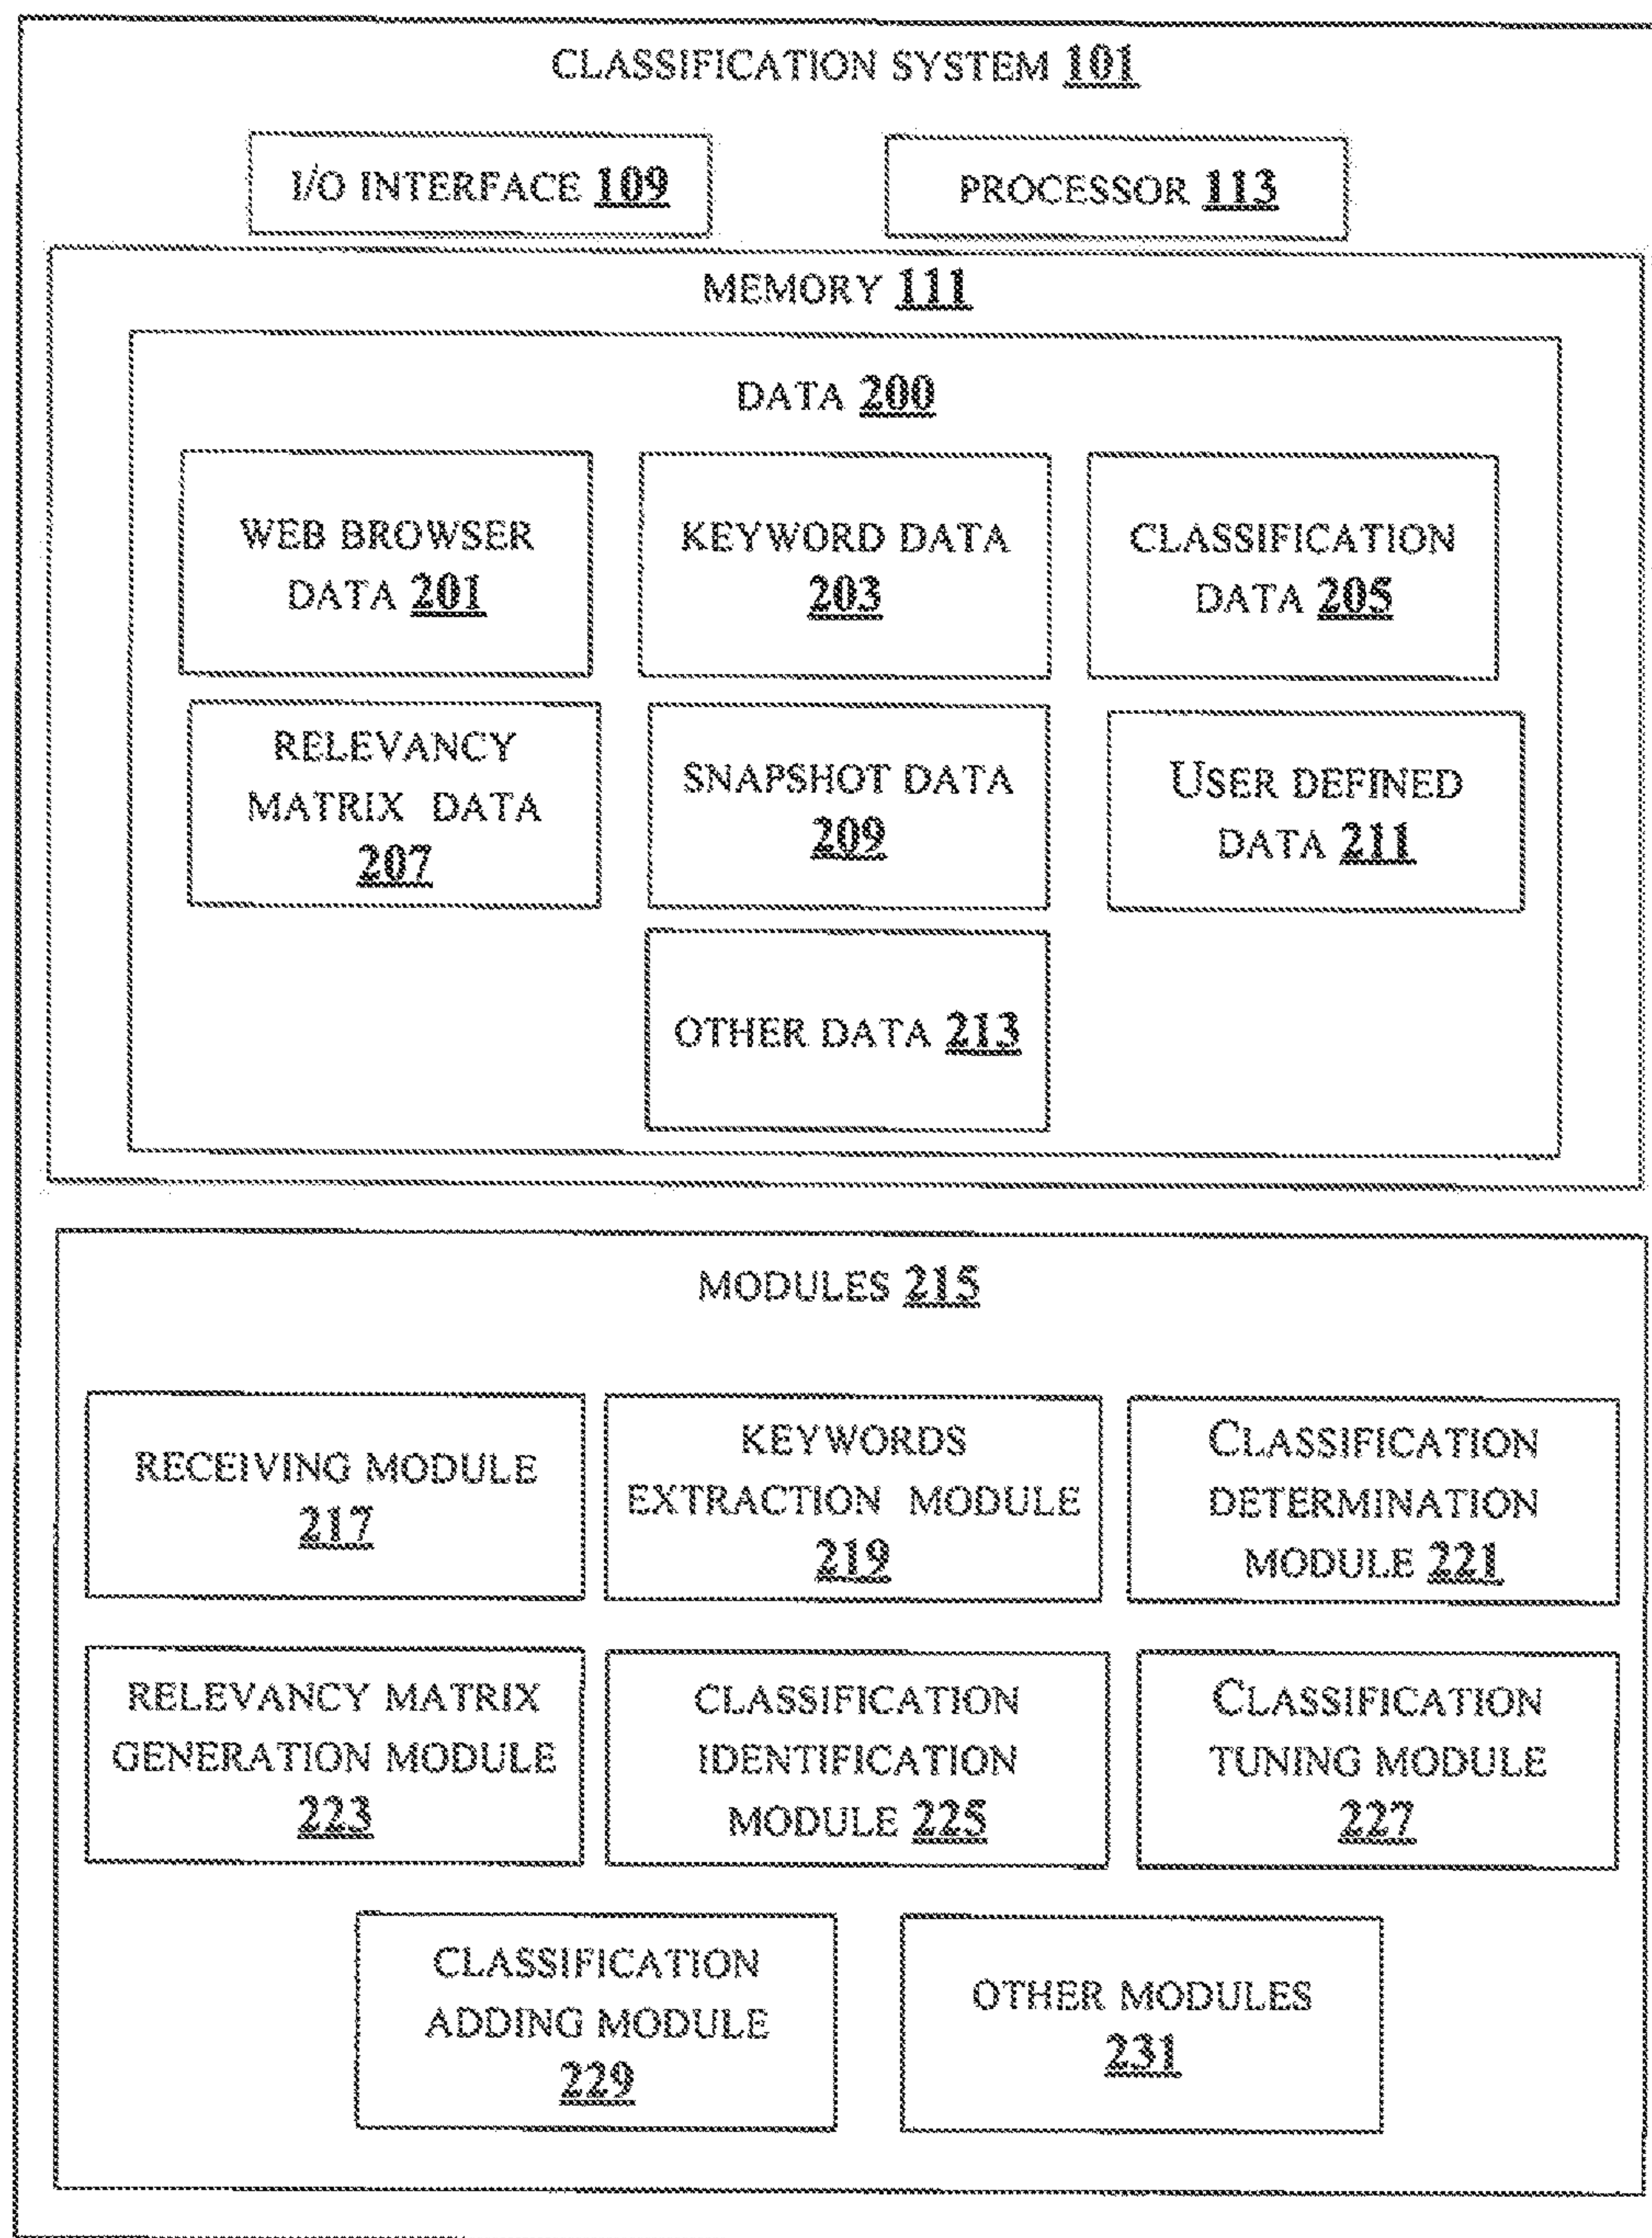 CLASSIFICATION SYSTEM 101
I/O INTERFACE 109
PROCESSOR 113
MEMORY 111
DATA 200
WEB BROWSER
DATA 201
KEYWORD DATA
203
CLASSIFICATION
DATA 205
RELEVANCY
MATRIX DATA
207
SNAPSHOT DATA
209
USER DEFINED
DATA 211
OTHER DATA 213
MODULES 215
RECEIVING MODULE
217
KEYWORDS
EXTRACTION MODULE
219
CLASSIFICATION
DETERMINATION
MODULE 221
RELEVANCY MATRIX
GENERATION MODULE
223
CLASSIFICATION
IDENTIFICATION
MODULE 225
CLASSIFICATION
TUNING MODULE
227
CLASSIFICATION
ADDING MODULE
229
OTHER MODULES
231